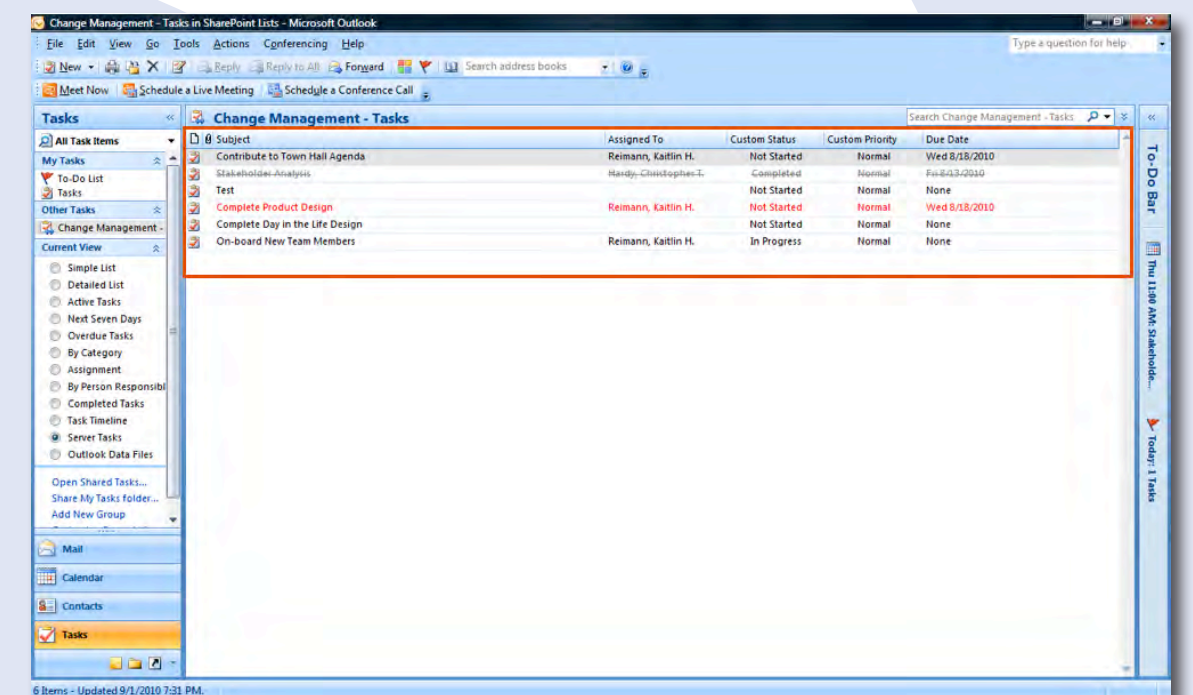 Change Management - Tasks in SharePoint Lists - Microsoft Outlook
File Edit View Go Tools Actions Conferencing Help Type a question for help
New Reply Reply to All Forward Search address books
Meet Now Schedule a Live Meeting Schedule a Conference Call
Tasks
All Task Items
My Tasks
To-Do List
Tasks
Other Tasks
Change Management -
Current View
Simple List
Detailed List
Active Tasks
Next Seven Days
Overdue Tasks
By Category
Assignment
By Person Responsibl
Completed Tasks
Task Timeline
Server Tasks
Outlook Data Files
Open Shared Tasks...
Share My Tasks folder...
Add New Group
Mail
Calendar
Contacts
Tasks
Change Management - Tasks Search Change Management - Tasks
Subject Assigned To Custom Status Custom Priority Due Date
Contribute to Town Hall Agenda Reimann, Kaitlin H. Not Started Normal Wed 8/18/2010
Stakeholder Analysis Hardy, Christopher T. Completed Normal Fri 8/13/2010
Test Not Started Normal None
Complete Product Design Reimann, Kaitlin H. Not Started Normal Wed 8/18/2010
Complete Day in the Life Design Not Started Normal None
On-board New Team Members Reimann, Kaitlin H. In Progress Normal None
To-Do Bar
Thu 11:00 AM: Stakeholde...
Today: 1 Tasks
6 Items - Updated 9/1/2010 7:31 PM.